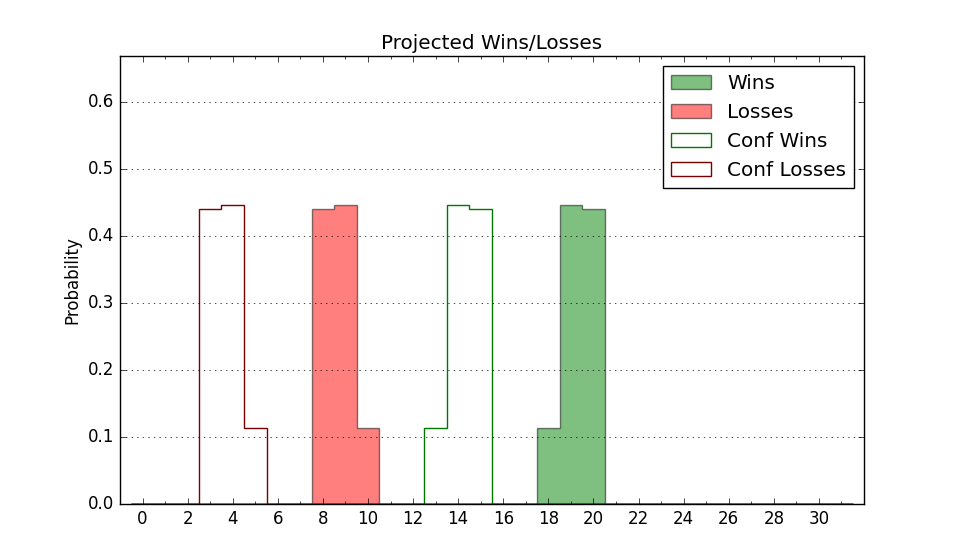 Projected Wins/Losses
Wins
Losses
Conf Wins
Conf Losses
Probability
0.6
0.5
0.4
0.3
0.2
0.1
0.0
0 2 4 6 8 10 12 14 16 18 20 22 24 26 28 30